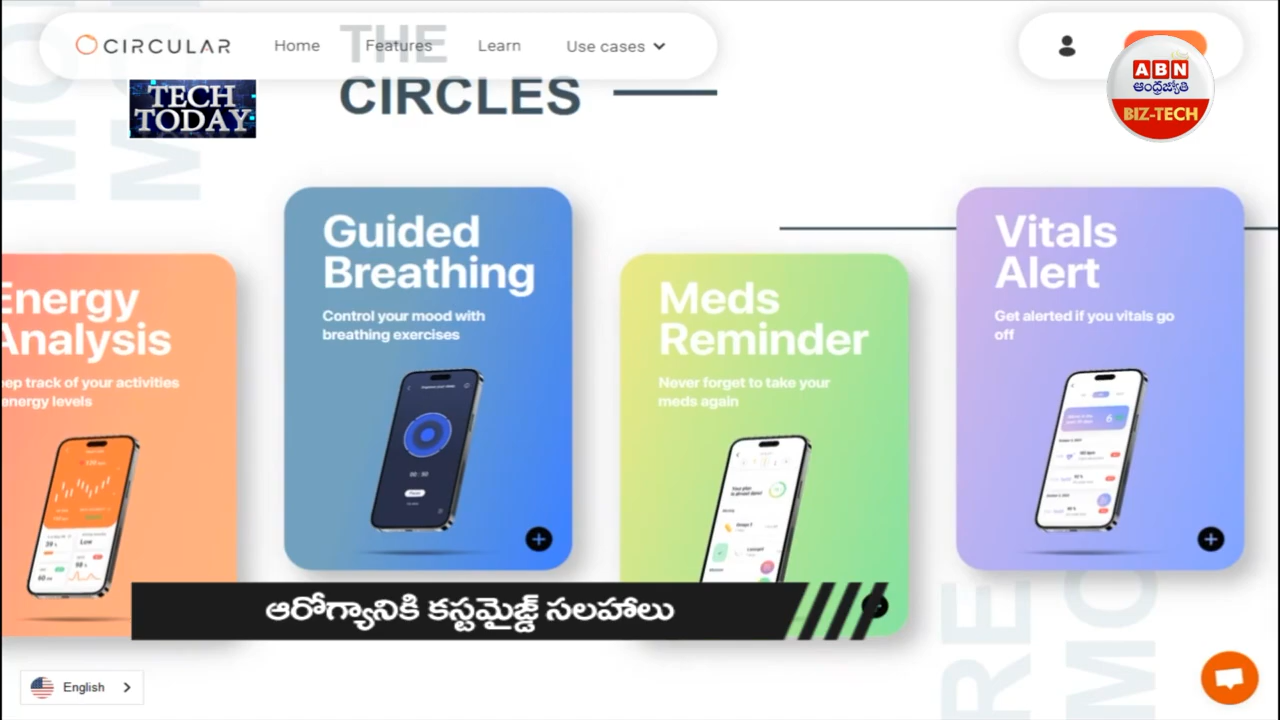 CIRCULAR
Home
Features
Learn
Use cases
THE
CIRCLES
TECH
TODAY
ABN
ఆంధ్రజ్యోతి
BIZ-TECH
Energy
Analysis
eep track of your activities
energy levels
Guided
Breathing
Control your mood with
breathing exercises
Meds
Reminder
Never forget to take your
meds again
Vitals
Alert
Get alerted if you vitals go
off
ఆరోగ్యానికి కస్టమైజ్డ్ సలహాలు
English
RE
MO